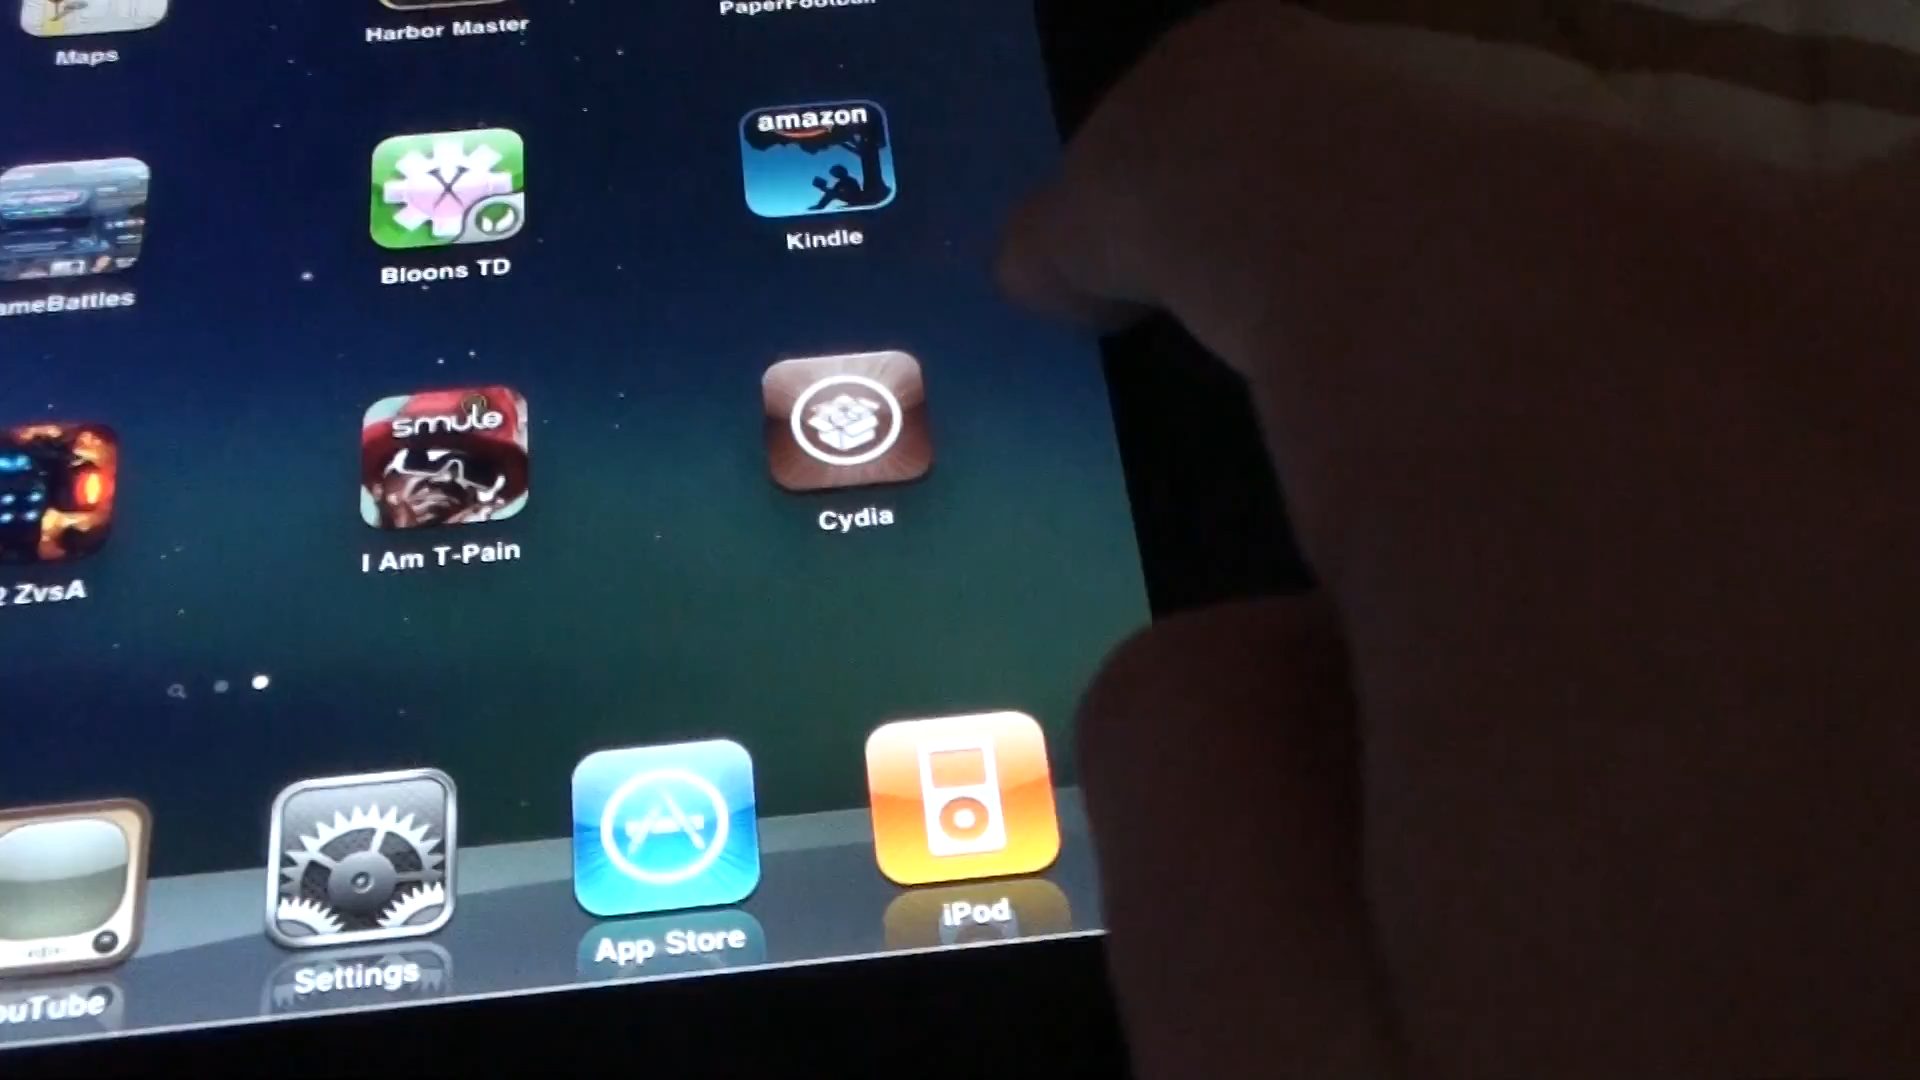 Maps
Harbor Master
PaperFootball
amazon
ameBattles
Bloons TD
Kindle
smule
2 ZvsA
I Am T-Pain
Cydia
ouTube
Settings
App Store
iPod